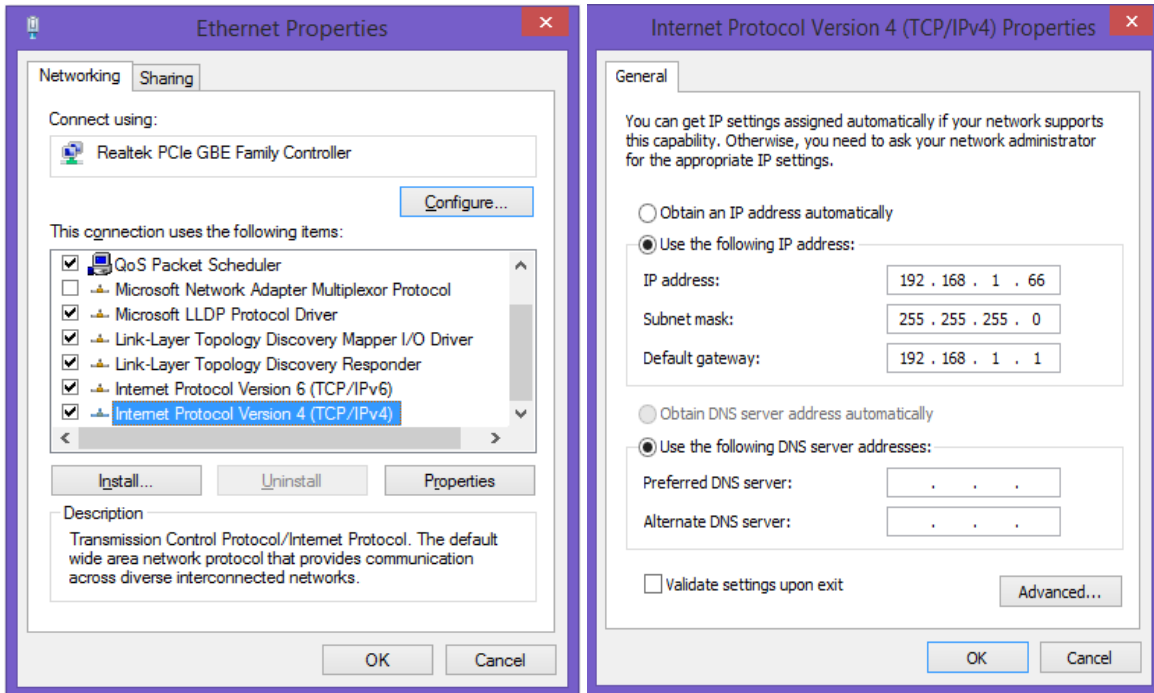 Ethernet Properties
Networking
Sharing
Connect using:
Realtek PCIe GBE Family Controller
Configure...
This connection uses the following items:
QoS Packet Scheduler
Microsoft Network Adapter Multiplexor Protocol
Microsoft LLDP Protocol Driver
Link-Layer Topology Discovery Mapper I/O Driver
Link-Layer Topology Discovery Responder
Internet Protocol Version 6 (TCP/IPv6)
Internet Protocol Version 4 (TCP/IPv4)
Install...
Uninstall
Properties
Description
Transmission Control Protocol/Internet Protocol. The default
wide area network protocol that provides communication
across diverse interconnected networks.
OK
Cancel
Internet Protocol Version 4 (TCP/IPv4) Properties
General
You can get IP settings assigned automatically if your network supports
this capability. Otherwise, you need to ask your network administrator
for the appropriate IP settings.
Obtain an IP address automatically
Use the following IP address:
IP address: 192 . 168 . 1 . 66
Subnet mask: 255 . 255 . 255 . 0
Default gateway: 192 . 168 . 1 . 1
Obtain DNS server address automatically
Use the following DNS server addresses:
Preferred DNS server: . . .
Alternate DNS server: . . .
Validate settings upon exit
Advanced...
OK
Cancel